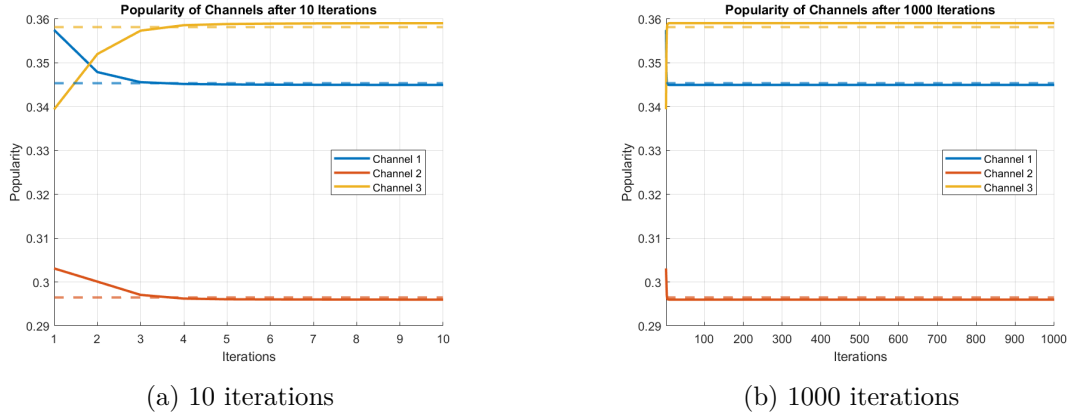 Popularity of Channels after 10 Iterations
0.36
0.35
0.34
0.33
0.32
0.31
0.3
0.29
Popularity
1 2 3 4 5 6 7 8 9 10
Iterations
Channel 1
Channel 2
Channel 3
(a) 10 iterations
Popularity of Channels after 1000 Iterations
0.36
0.35
0.34
0.33
0.32
0.31
0.3
0.29
Popularity
100 200 300 400 500 600 700 800 900 1000
Iterations
Channel 1
Channel 2
Channel 3
(b) 1000 iterations